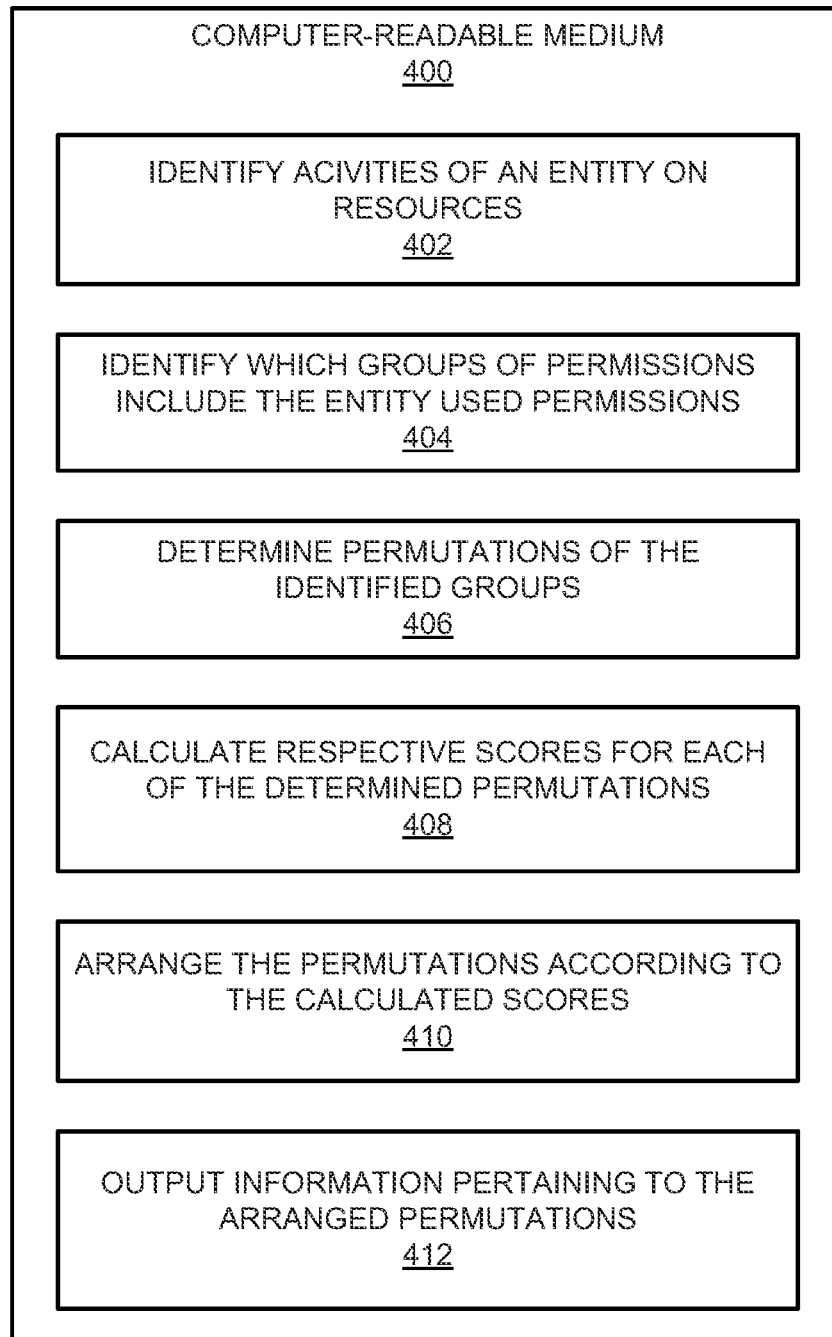 COMPUTER-READABLE MEDIUM
400
IDENTIFY ACIVITIES OF AN ENTITY ON
RESOURCES
402
IDENTIFY WHICH GROUPS OF PERMISSIONS
INCLUDE THE ENTITY USED PERMISSIONS
404
DETERMINE PERMUTATIONS OF THE
IDENTIFIED GROUPS
406
CALCULATE RESPECTIVE SCORES FOR EACH
OF THE DETERMINED PERMUTATIONS
408
ARRANGE THE PERMUTATIONS ACCORDING TO
THE CALCULATED SCORES
410
OUTPUT INFORMATION PERTAINING TO THE
ARRANGED PERMUTATIONS
412